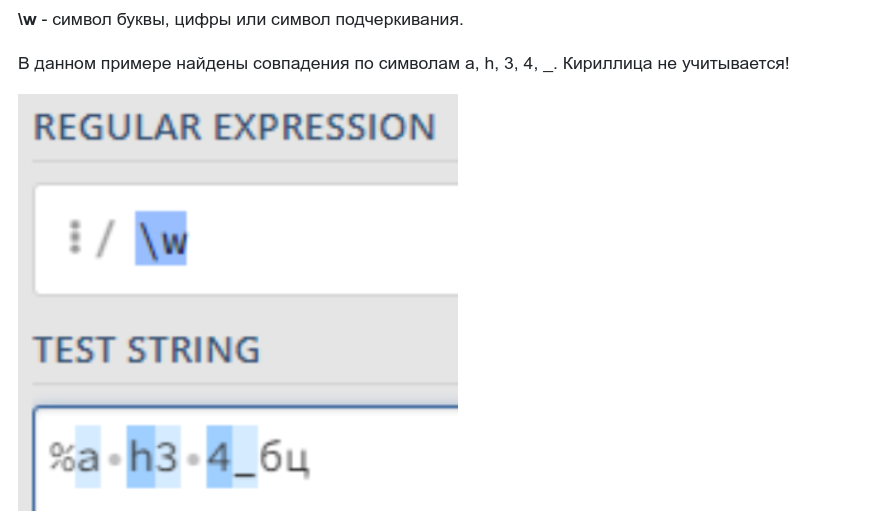 \w - символ буквы, цифры или символ подчеркивания.
В данном примере найдены совпадения по символам a, h, 3, 4, _. Кириллица не учитывается!
REGULAR EXPRESSION
⋮ / \w
TEST STRING
%a·h3·4_бц